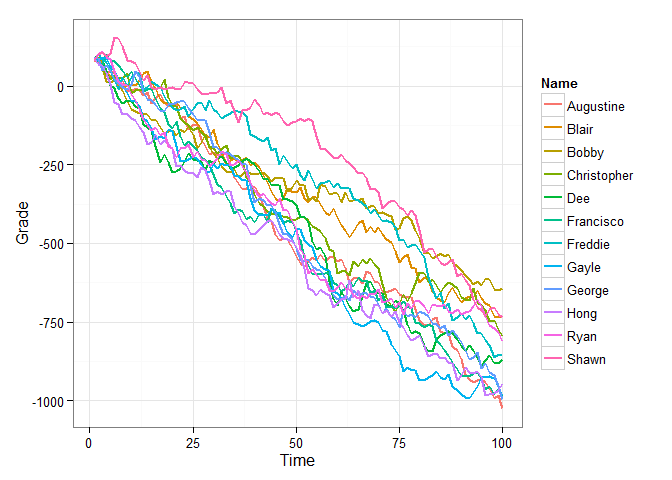 0
-250
-500
-750
-1000
Grade
0 25 50 75 100
Time
Name
Augustine
Blair
Bobby
Christopher
Dee
Francisco
Freddie
Gayle
George
Hong
Ryan
Shawn